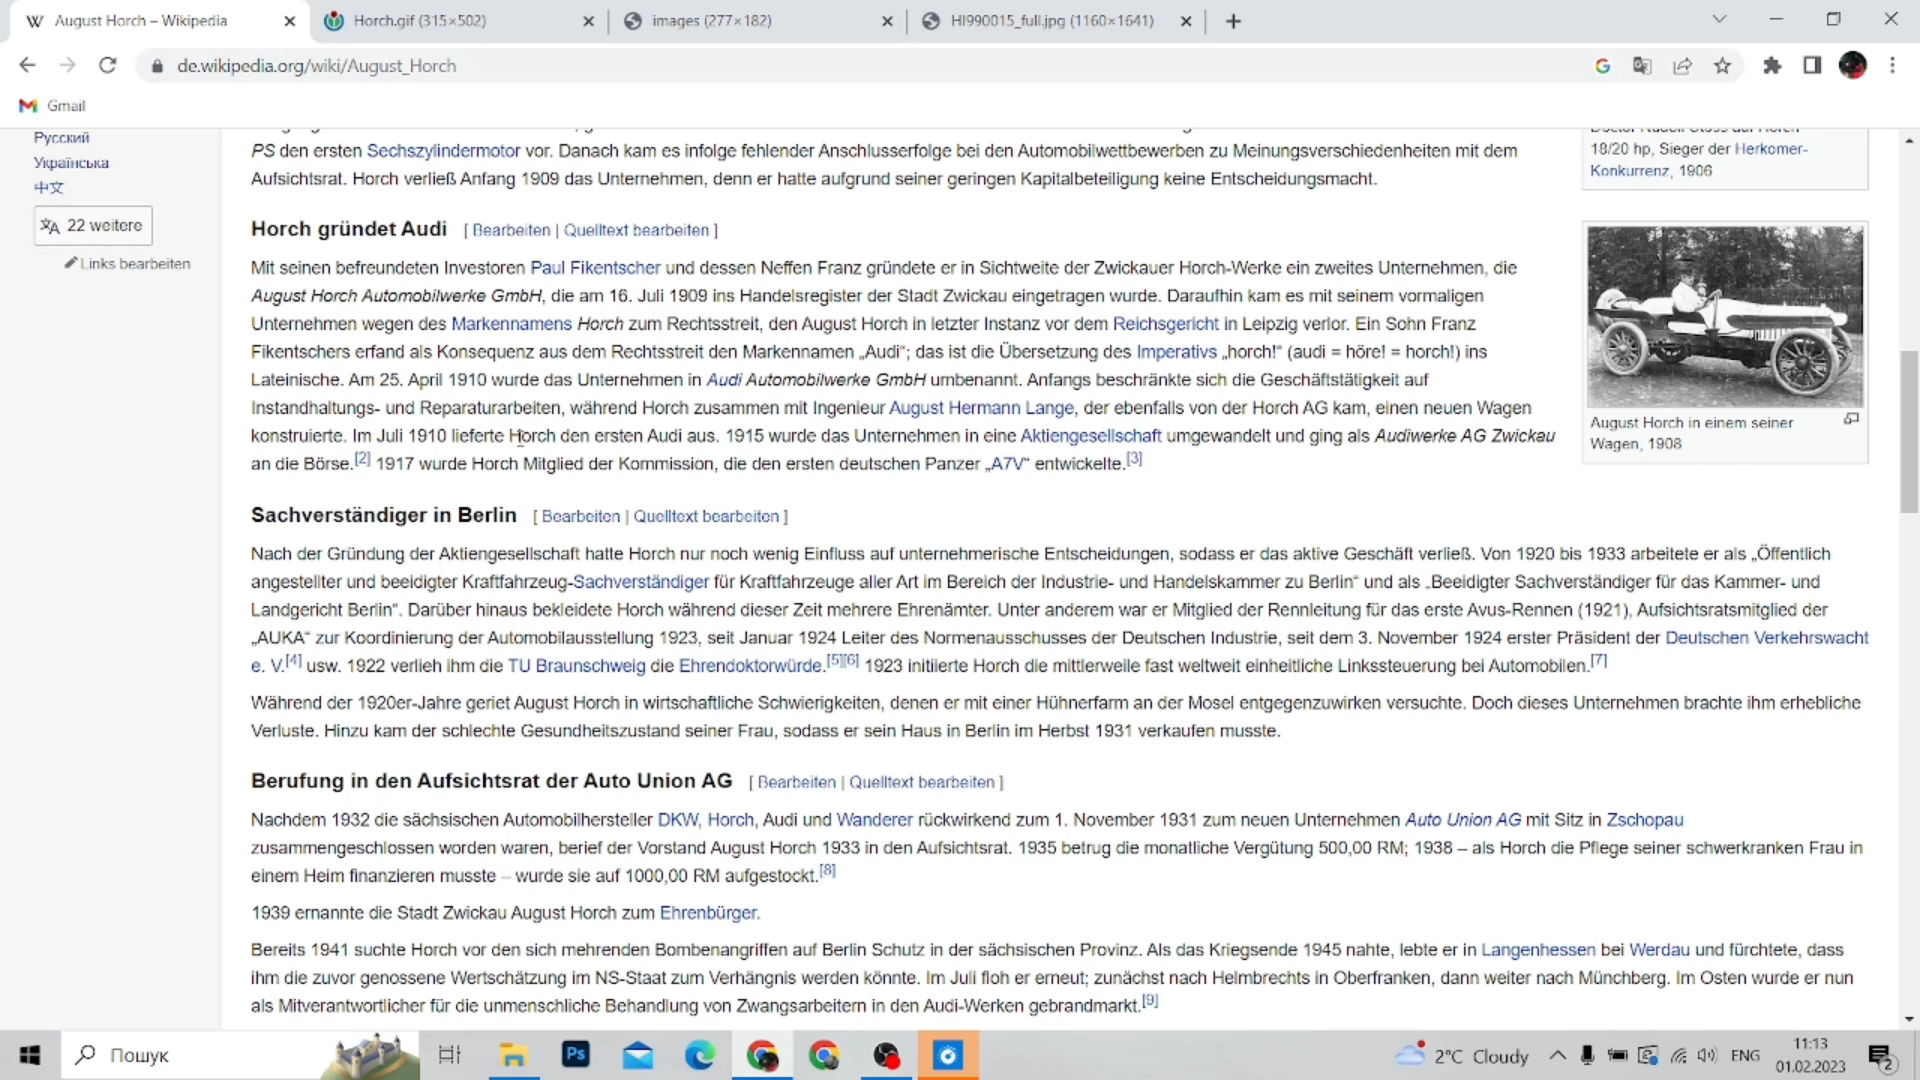 August Horch – Wikipedia
Horch.gif (315×502)
images (277×182)
HI990015_full.jpg (1160×1641)
de.wikipedia.org/wiki//August_Horch
Gmail
Русский
Українська
中文
22 weitere
Links bearbeiten
PS den ersten Sechszylindermotor vor. Danach kam es infolge fehlender Anschlusserfolge bei den Automobilwettbewerben zu Meinungsverschiedenheiten mit dem
Aufsichtsrat. Horch verließ Anfang 1909 das Unternehmen, denn er hatte aufgrund seiner geringen Kapitalbeteiligung keine Entscheidungsmacht.
18/20 hp, Sieger der Herkomer-
Konkurrenz, 1906
Horch gründet Audi [ Bearbeiten | Quelltext bearbeiten ]
Mit seinen befreundeten Investoren Paul Fikentscher und dessen Neffen Franz gründete er in Sichtweite der Zwickauer Horch-Werke ein zweites Unternehmen, die
August Horch Automobilwerke GmbH, die am 16. Juli 1909 ins Handelsregister der Stadt Zwickau eingetragen wurde. Daraufhin kam es mit seinem vormaligen
Unternehmen wegen des Markennamens Horch zum Rechtsstreit, den August Horch in letzter Instanz vor dem Reichsgericht in Leipzig verlor. Ein Sohn Franz
Fikentschers erfand als Konsequenz aus dem Rechtsstreit den Markennamen „Audi“; das ist die Übersetzung des Imperativs „horch!“ (audi = höre! = horch!) ins
Lateinische. Am 25. April 1910 wurde das Unternehmen in Audi Automobilwerke GmbH umbenannt. Anfangs beschränkte sich die Geschäftstätigkeit auf
Instandhaltungs- und Reparaturarbeiten, während Horch zusammen mit Ingenieur August Hermann Lange, der ebenfalls von der Horch AG kam, einen neuen Wagen
konstruierte. Im Juli 1910 lieferte Horch den ersten Audi aus. 1915 wurde das Unternehmen in eine Aktiengesellschaft umgewandelt und ging als Audiwerke AG Zwickau
an die Börse.[2] 1917 wurde Horch Mitglied der Kommission, die den ersten deutschen Panzer „A7V“ entwickelte.[3]
August Horch in einem seiner
Wagen, 1908
Sachverständiger in Berlin [ Bearbeiten | Quelltext bearbeiten ]
Nach der Gründung der Aktiengesellschaft hatte Horch nur noch wenig Einfluss auf unternehmerische Entscheidungen, sodass er das aktive Geschäft verließ. Von 1920 bis 1933 arbeitete er als „Öffentlich
angestellter und beeidigter Kraftfahrzeug-Sachverständiger für Kraftfahrzeuge aller Art im Bereich der Industrie- und Handelskammer zu Berlin“ und als „Beeidigter Sachverständiger für das Kammer- und
Landgericht Berlin“. Darüber hinaus bekleidete Horch während dieser Zeit mehrere Ehrenämter. Unter anderem war er Mitglied der Rennleitung für das erste Avus-Rennen (1921), Aufsichtsratsmitglied der
„AUKA“ zur Koordinierung der Automobilausstellung 1923, seit Januar 1924 Leiter des Normenausschusses der Deutschen Industrie, seit dem 3. November 1924 erster Präsident der Deutschen Verkehrswacht
e. V.[4] usw. 1922 verlieh ihm die TU Braunschweig die Ehrendoktorwürde.[5][6] 1923 initiierte Horch die mittlerweile fast weltweit einheitliche Linkssteuerung bei Automobilen.[7]
Während der 1920er-Jahre geriet August Horch in wirtschaftliche Schwierigkeiten, denen er mit einer Hühnerfarm an der Mosel entgegenzuwirken versuchte. Doch dieses Unternehmen brachte ihm erhebliche
Verluste. Hinzu kam der schlechte Gesundheitszustand seiner Frau, sodass er sein Haus in Berlin im Herbst 1931 verkaufen musste.
Berufung in den Aufsichtsrat der Auto Union AG [ Bearbeiten | Quelltext bearbeiten ]
Nachdem 1932 die sächsischen Automobilhersteller DKW, Horch, Audi und Wanderer rückwirkend zum 1. November 1931 zum neuen Unternehmen Auto Union AG mit Sitz in Zschopau
zusammengeschlossen worden waren, berief der Vorstand August Horch 1933 in den Aufsichtsrat. 1935 betrug die monatliche Vergütung 500,00 RM; 1938 – als Horch die Pflege seiner schwerkranken Frau in
einem Heim finanzieren musste – wurde sie auf 1000,00 RM aufgestockt.[8]
1939 ernannte die Stadt Zwickau August Horch zum Ehrenbürger.
Bereits 1941 suchte Horch vor den sich mehrenden Bombenangriffen auf Berlin Schutz in der sächsischen Provinz. Als das Kriegsende 1945 nahte, lebte er in Langenhessen bei Werdau und fürchtete, dass
ihm die zuvor genossene Wertschätzung im NS-Staat zum Verhängnis werden könnte. Im Juli floh er erneut; zunächst nach Helmbrechts in Oberfranken, dann weiter nach Münchberg. Im Osten wurde er nun
als Mitverantwortlicher für die unmenschliche Behandlung von Zwangsarbeitern in den Audi-Werken gebrandmarkt.[9]
Пошук
Ps
2°C Cloudy
ENG
11:13
01.02.2023
2